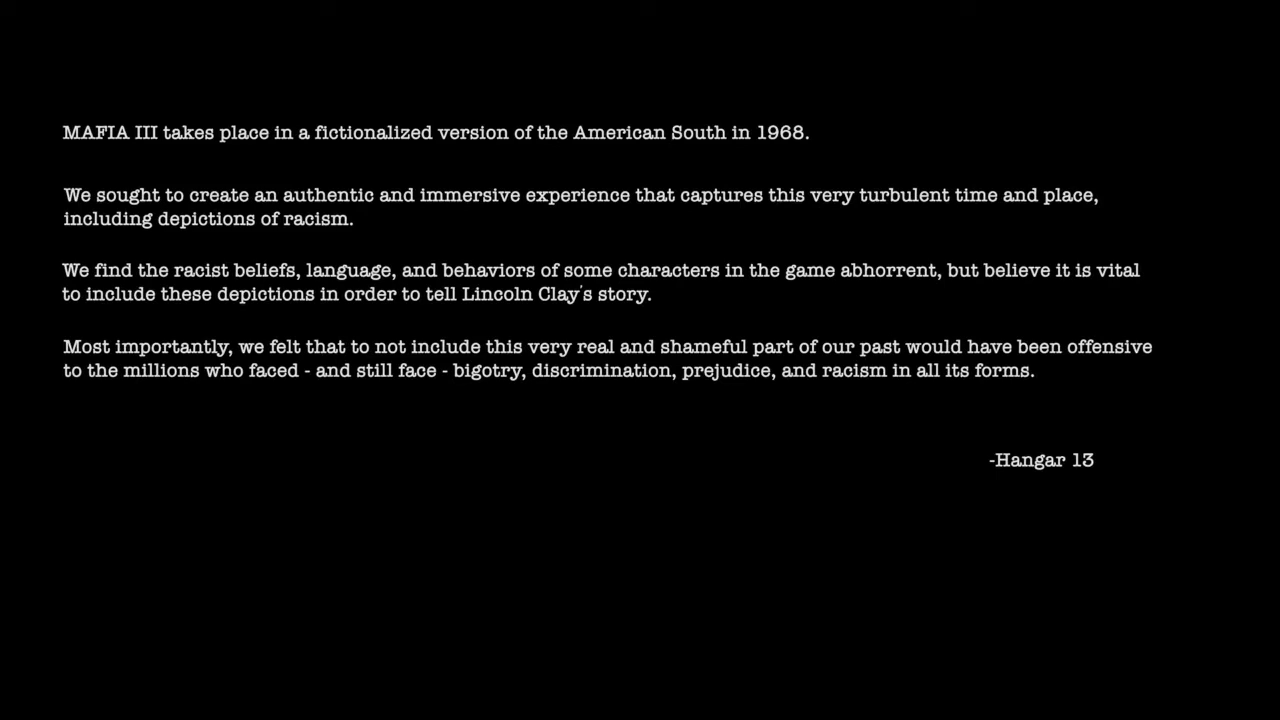 MAFIA III takes place in a fictionalized version of the American South in 1968.
We sought to create an authentic and immersive experience that captures this very turbulent time and place,
including depictions of racism.
We find the racist beliefs, language, and behaviors of some characters in the game abhorrent, but believe it is vital
to include these depictions in order to tell Lincoln Clay's story.
Most importantly, we felt that to not include this very real and shameful part of our past would have been offensive
to the millions who faced - and still face - bigotry, discrimination, prejudice, and racism in all its forms.
-Hangar 13